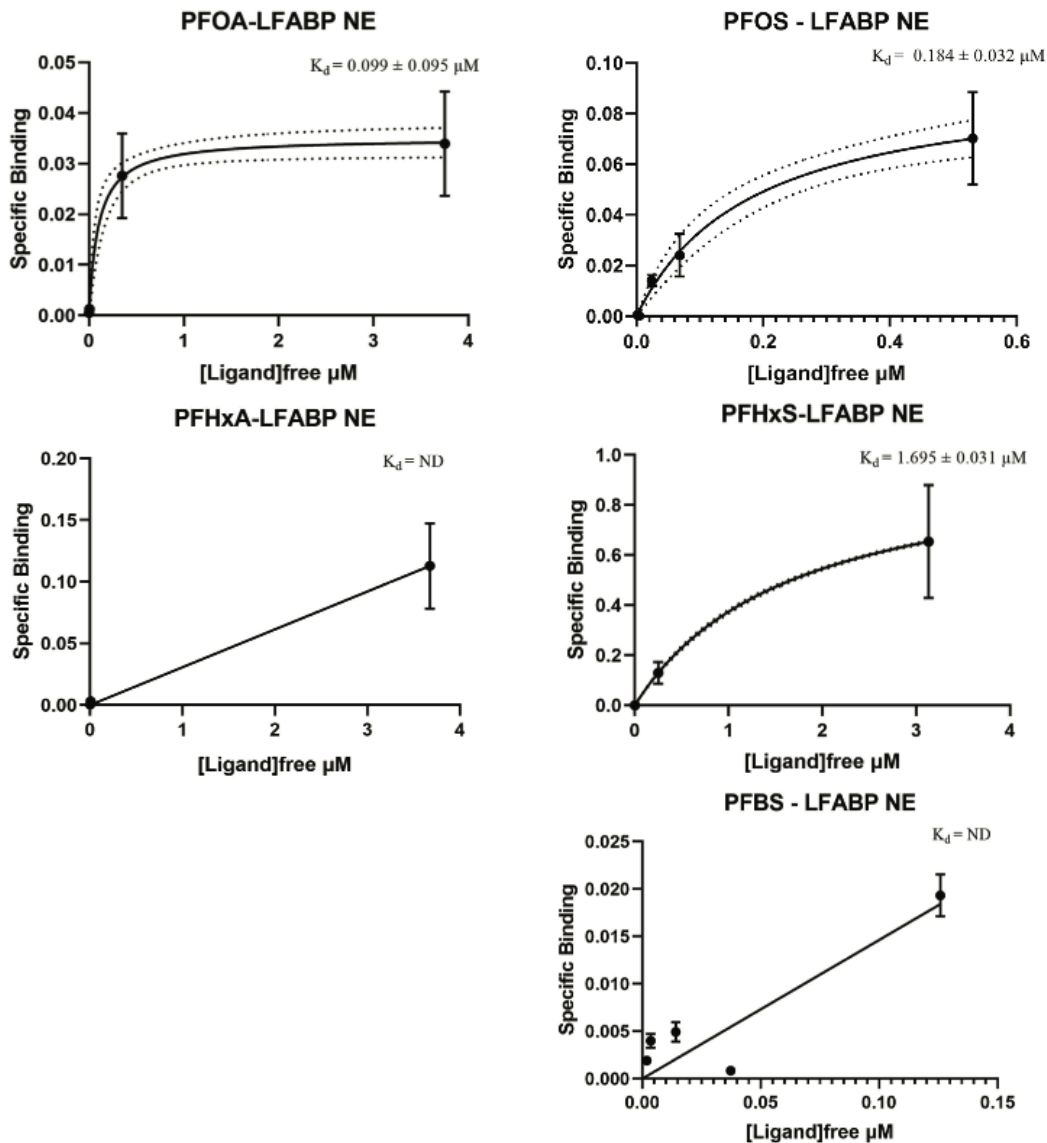 PFOA-LFABP NE
K_d = 0.099 ± 0.095 µM
Specific Binding
0.05
0.04
0.03
0.02
0.01
0.00
0 1 2 3 4
[Ligand]free µM
PFOS - LFABP NE
K_d = 0.184 ± 0.032 µM
Specific Binding
0.10
0.08
0.06
0.04
0.02
0.00
0.0 0.2 0.4 0.6
[Ligand]free µM
PFHxA-LFABP NE
K_d = ND
Specific Binding
0.20
0.15
0.10
0.05
0.00
0 1 2 3 4
[Ligand]free µM
PFHxS-LFABP NE
K_d = 1.695 ± 0.031 µM
Specific Binding
1.0
0.8
0.6
0.4
0.2
0.0
0 1 2 3 4
[Ligand]free µM
PFBS - LFABP NE
K_d = ND
Specific Binding
0.025
0.020
0.015
0.010
0.005
0.000
0.00 0.05 0.10 0.15
[Ligand]free µM